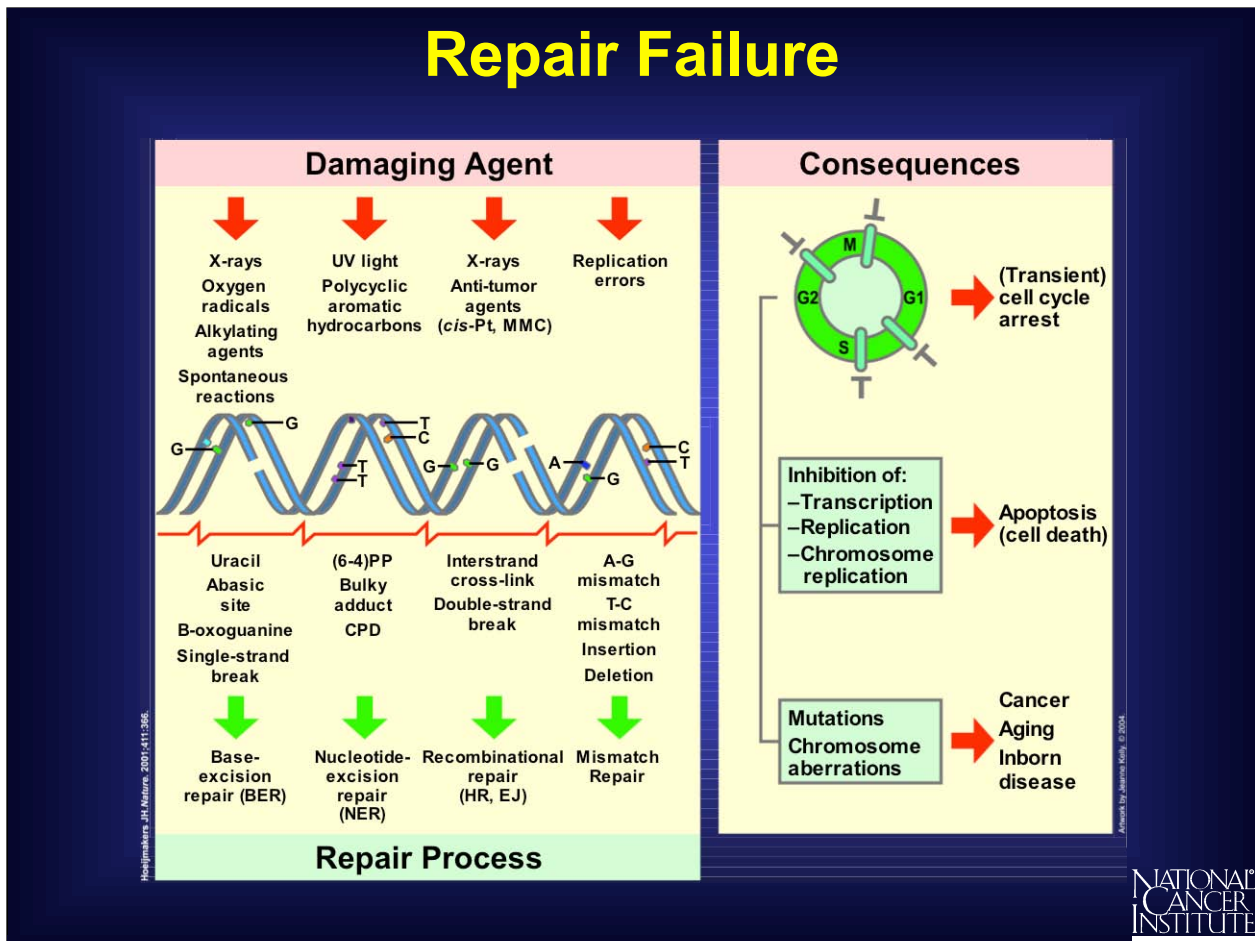 Repair Failure
Damaging Agent
X-rays
Oxygen
radicals
Alkylating
agents
Spontaneous
reactions
UV light
Polycyclic
aromatic
hydrocarbons
X-rays
Anti-tumor
agents
(cis-Pt, MMC)
Replication
errors
G
G
T
C
T
T
G
G
A
G
C
T
Uracil
Abasic
site
B-oxoguanine
Single-strand
break
(6-4)PP
Bulky
adduct
CPD
Interstrand
cross-link
Double-strand
break
A-G
mismatch
T-C
mismatch
Insertion
Deletion
Base-
excision
repair (BER)
Nucleotide-
excision
repair
(NER)
Recombinational
repair
(HR, EJ)
Mismatch
Repair
Repair Process
Consequences
M
G2
G1
S
(Transient)
cell cycle
arrest
Inhibition of:
–Transcription
–Replication
–Chromosome
replication
Apoptosis
(cell death)
Mutations
Chromosome
aberrations
Cancer
Aging
Inborn
disease
Hoeijmakers JH. Nature. 2001;411:366.
Artwork by Jeanne Kelly. © 2004.
NATIONAL®
CANCER
INSTITUTE